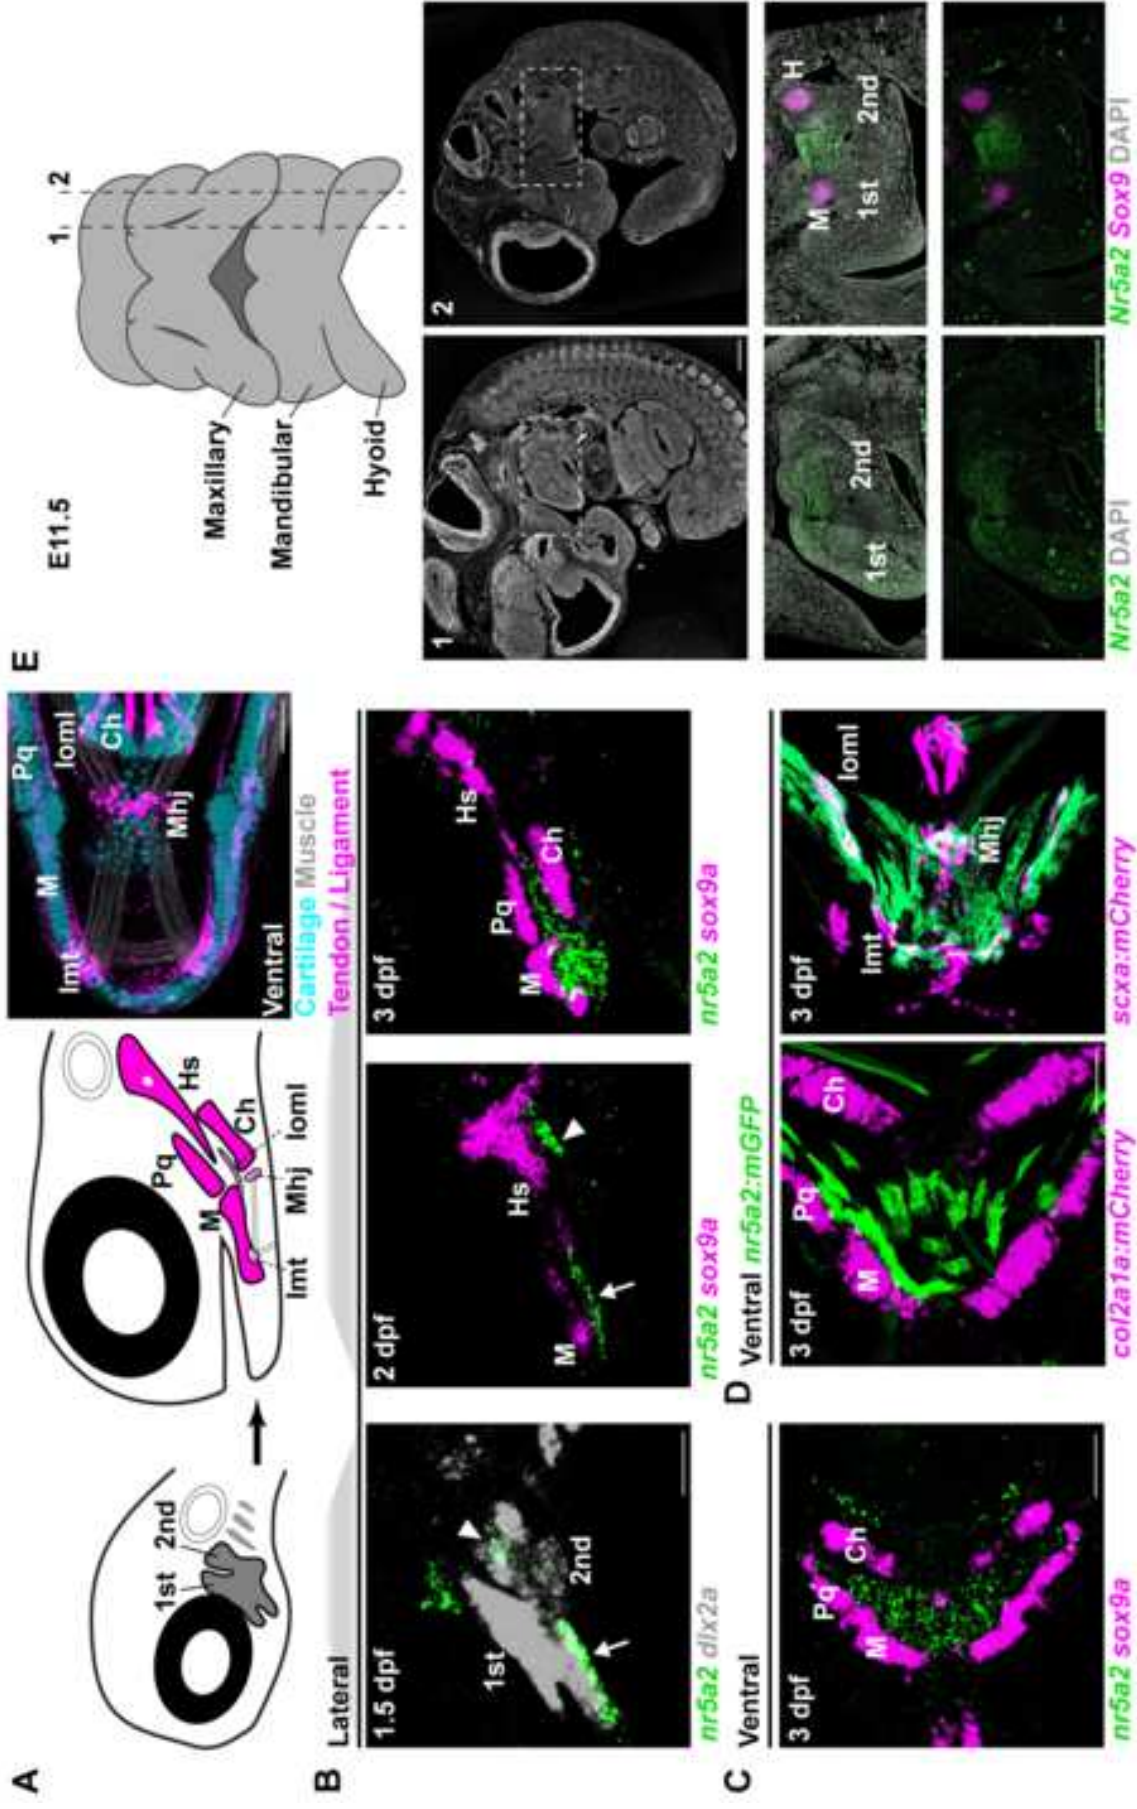 A
1st
2nd
Pq
Hs
M
Ch
Imt
Mhj
Ioml
Imt
M
Pq
Ioml
Ch
Mhj
Ventral
Cartilage Muscle
Tendon / Ligament
B
Lateral
1.5 dpf
1st
2nd
nr5a2 dlx2a
2 dpf
Hs
M
nr5a2 sox9a
3 dpf
Hs
Pq
Ch
M
nr5a2 sox9a
C
Ventral
3 dpf
Pq
Ch
M
nr5a2 sox9a
D
Ventral nr5a2:mGFP
3 dpf
Pq
Ch
M
col2a1a:mCherry
3 dpf
Imt
Ioml
Mhj
scxa:mCherry
E
E11.5
1
2
Maxillary
Mandibular
Hyoid
1
2
1st
2nd
M
H
1st
2nd
Nr5a2 DAPI
Nr5a2 Sox9 DAPI